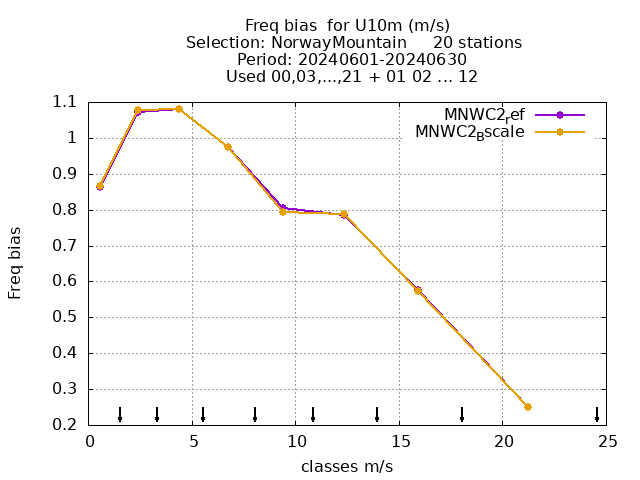 Freq bias  for U10m (m/s)
Selection: NorwayMountain     20 stations
Period: 20240601-20240630
Used 00,03,...,21 + 01 02 ... 12
MNWC2ref
MNWC2Bscale
1.1
1
0.9
0.8
0.7
0.6
0.5
0.4
0.3
0.2
Freq bias
0 5 10 15 20 25
classes m/s